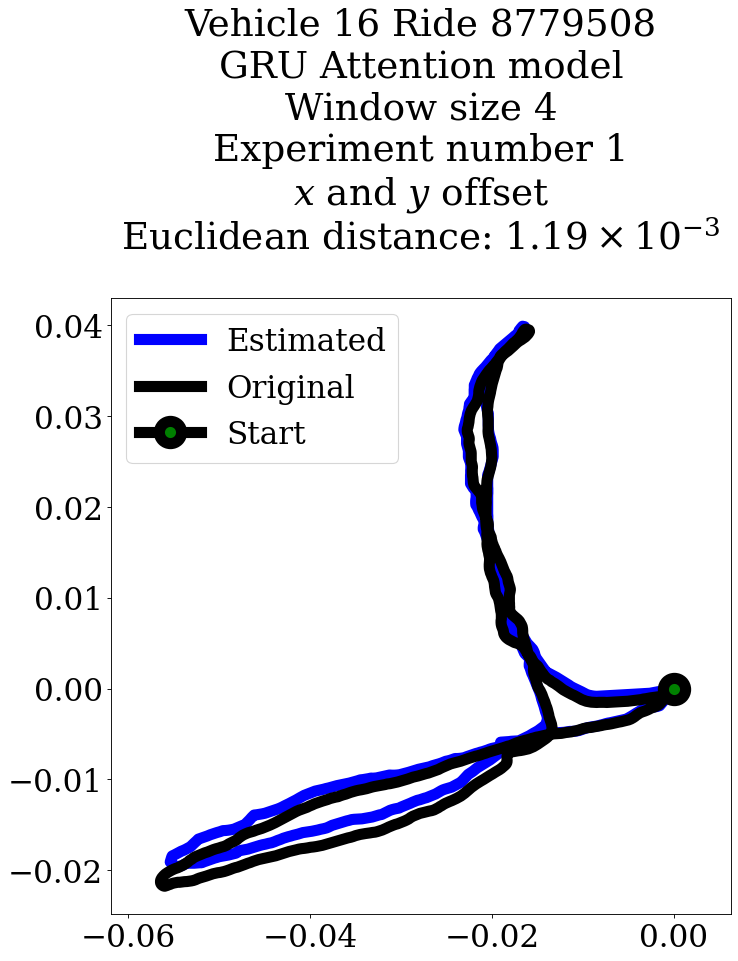 Vehicle 16 Ride 8779508
GRU Attention model
Window size 4
Experiment number 1
x and y offset
Euclidean distance: 1.19 × 10⁻³
Estimated
Original
Start
0.04
0.03
0.02
0.01
0.00
−0.01
−0.02
−0.06 −0.04 −0.02 0.00